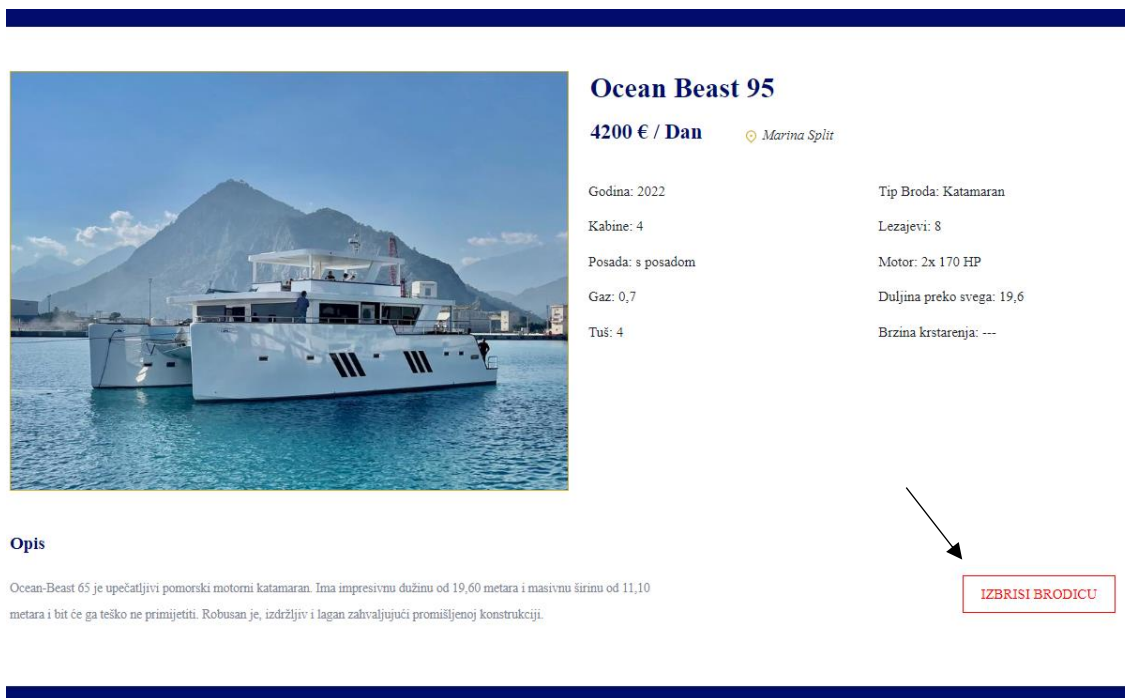 Ocean Beast 95
4200 € / Dan
Marina Split
Godina: 2022
Tip Broda: Katamaran
Kabine: 4
Lezajevi: 8
Posada: s posadom
Motor: 2x 170 HP
Gaz: 0,7
Duljina preko svega: 19,6
Tuš: 4
Brzina krstarenja: ---
Opis
Ocean-Beast 65 je upečatljivi pomorski motorni katamaran. Ima impresivnu dužinu od 19,60 metara i masivnu širinu od 11,10
metara i bit će ga teško ne primijetiti. Robusan je, izdržljiv i lagan zahvaljujući promišljenoj konstrukciji.
IZBRISI BRODICU